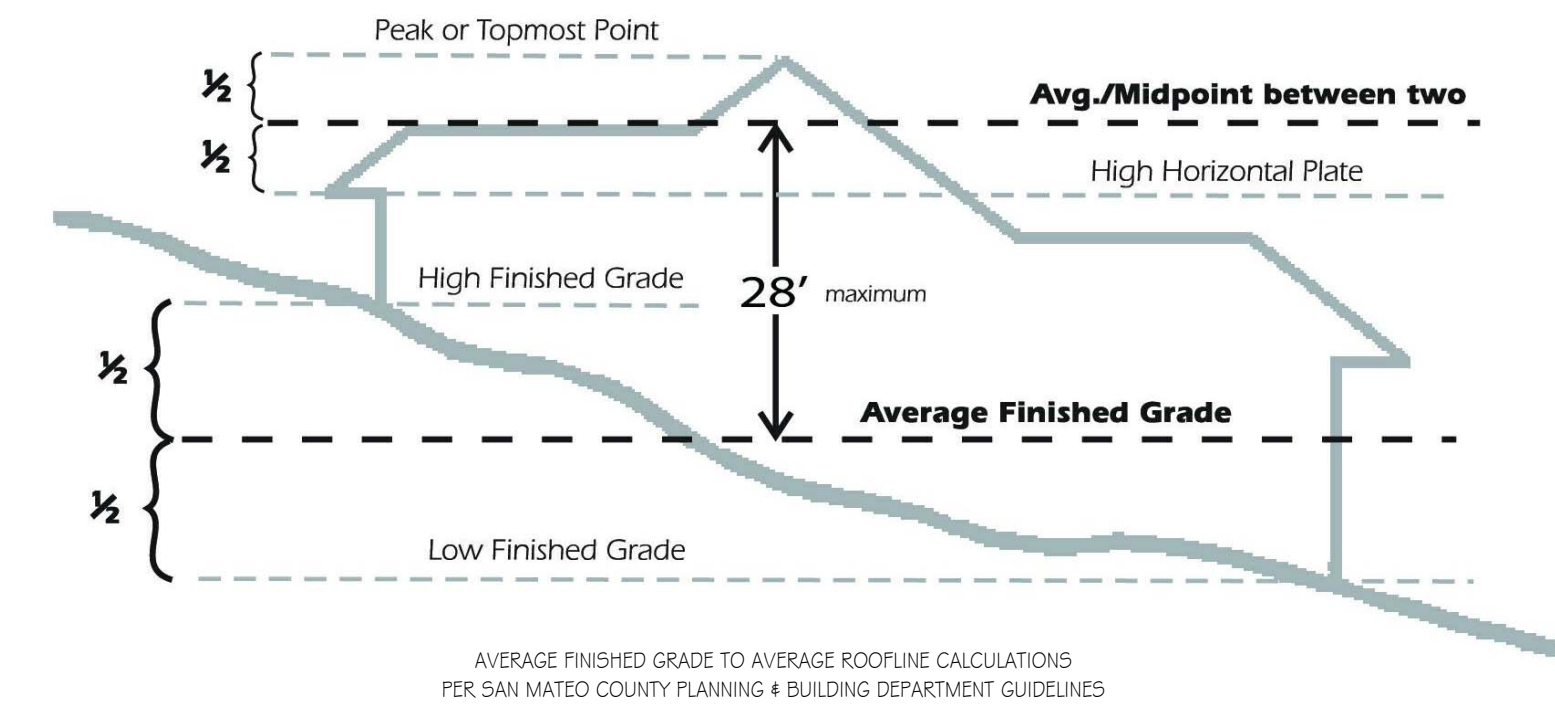 Peak or Topmost Point
½
Avg./Midpoint between two
½
High Horizontal Plate
High Finished Grade
28’ maximum
½
Average Finished Grade
½
Low Finished Grade
AVERAGE FINISHED GRADE TO AVERAGE ROOFLINE CALCULATIONS
PER SAN MATEO COUNTY PLANNING & BUILDING DEPARTMENT GUIDELINES